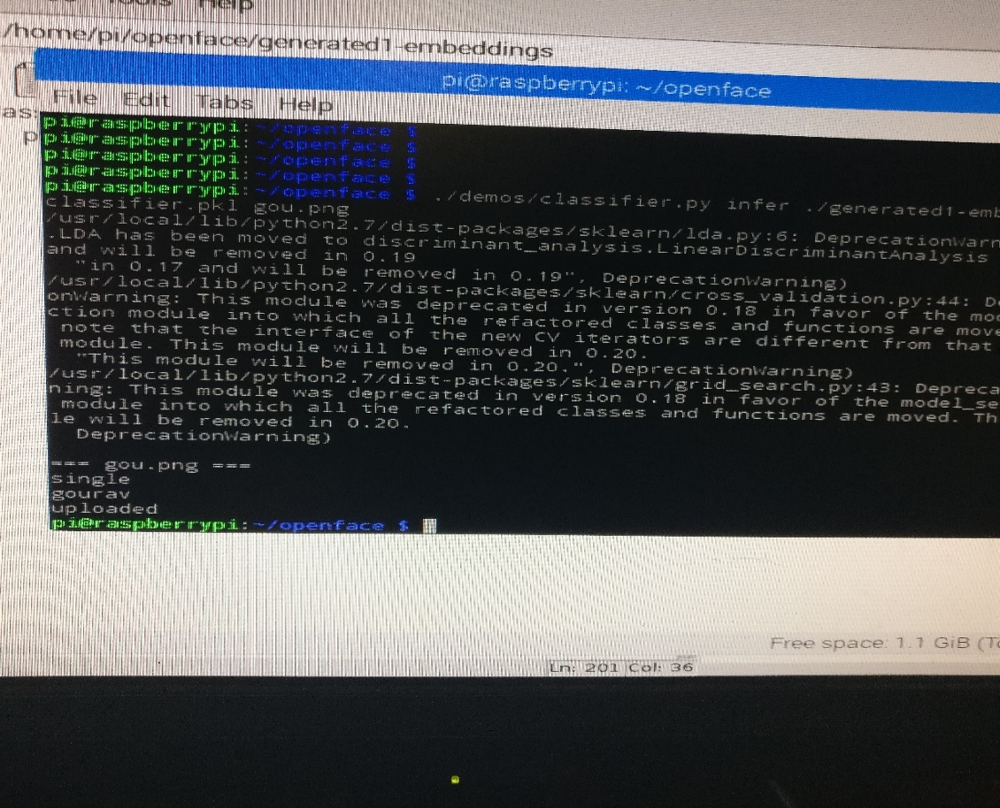 Tools Help
/home/pi/openface/generated1-embeddings
pi@raspberrypi: ~/openface
File Edit Tabs Help
as
p
pi@raspberrypi:~/openface $
pi@raspberrypi:~/openface $
pi@raspberrypi:~/openface $
pi@raspberrypi:~/openface $
pi@raspberrypi:~/openface $ ./demos/classifier.py infer ./generated1-emb
classifier.pkl gou.png
/usr/local/lib/python2.7/dist-packages/sklearn/lda.py:6: DeprecationWarn
.LDA has been moved to discriminant_analysis.LinearDiscriminantAnalysis
and will be removed in 0.19
"in 0.17 and will be removed in 0.19", DeprecationWarning)
/usr/local/lib/python2.7/dist-packages/sklearn/cross_validation.py:44: De
onWarning: This module was deprecated in version 0.18 in favor of the mod
ction module into which all the refactored classes and functions are move
note that the interface of the new CV iterators are different from that
module. This module will be removed in 0.20.
"This module will be removed in 0.20.", DeprecationWarning)
/usr/local/lib/python2.7/dist-packages/sklearn/grid_search.py:43: Depreca
ning: This module was deprecated in version 0.18 in favor of the model_se
module into which all the refactored classes and functions are moved. Th
le will be removed in 0.20.
DeprecationWarning)
=== gou.png ===
single
gourav
uploaded
pi@raspberrypi:~/openface $
Free space: 1.1 GiB (To
Ln: 201 Col: 36